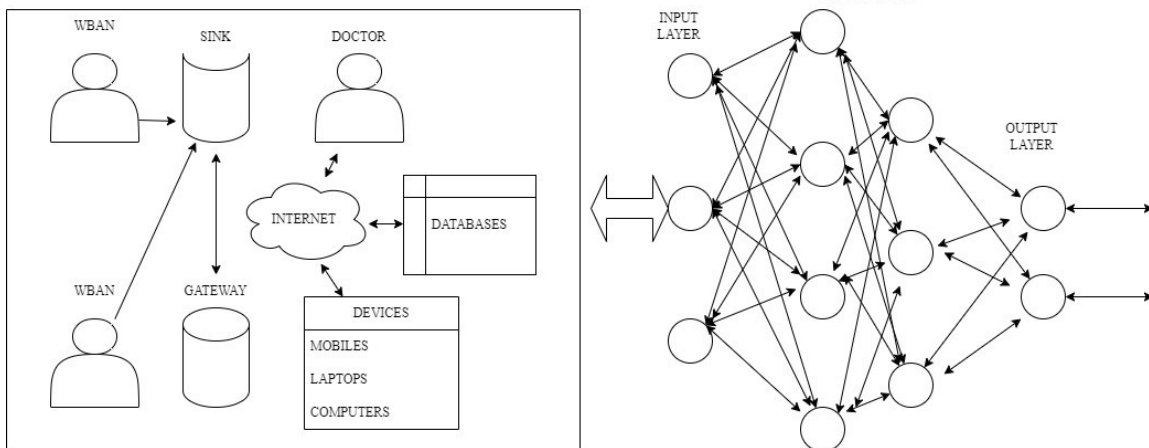 WBAN
SINK
DOCTOR
INPUT
LAYER
OUTPUT
LAYER
INTERNET
DATABASES
WBAN
GATEWAY
DEVICES
MOBILES
LAPTOPS
COMPUTERS